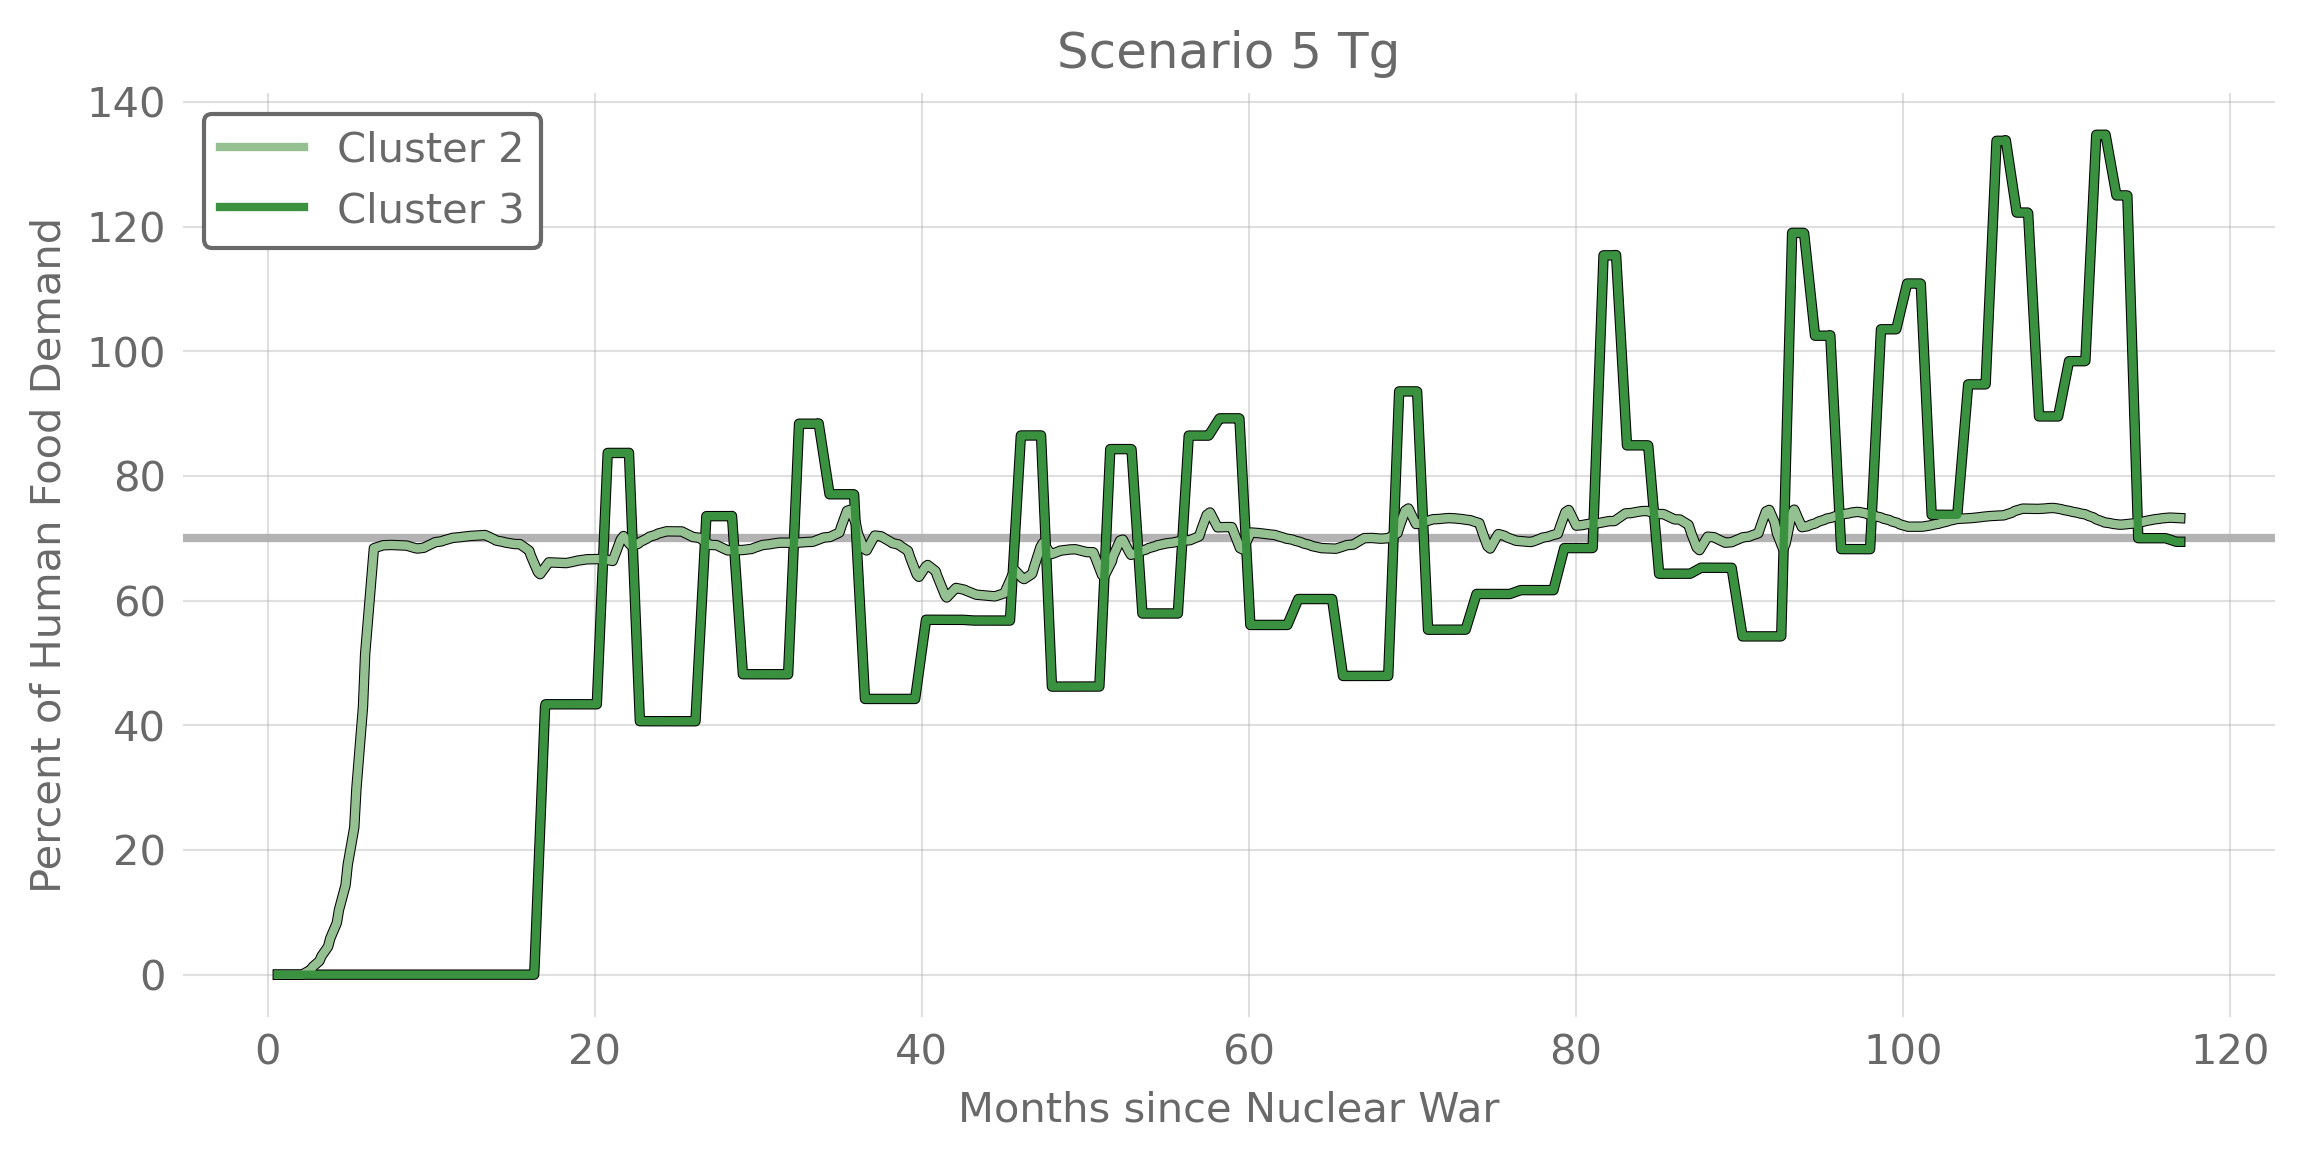 Scenario 5 Tg
Cluster 2
Cluster 3
Percent of Human Food Demand
140
120
100
80
60
40
20
0
0 20 40 60 80 100 120
Months since Nuclear War